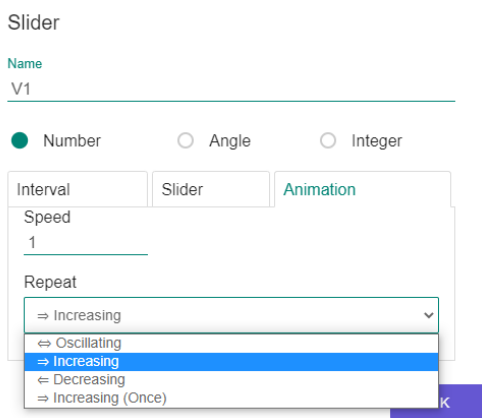 Slider
Name
V1
Number Angle Integer
Interval Slider Animation
Speed
1
Repeat
⇒ Increasing
⇔ Oscillating
⇒ Increasing
⇐ Decreasing
⇒ Increasing (Once)
K